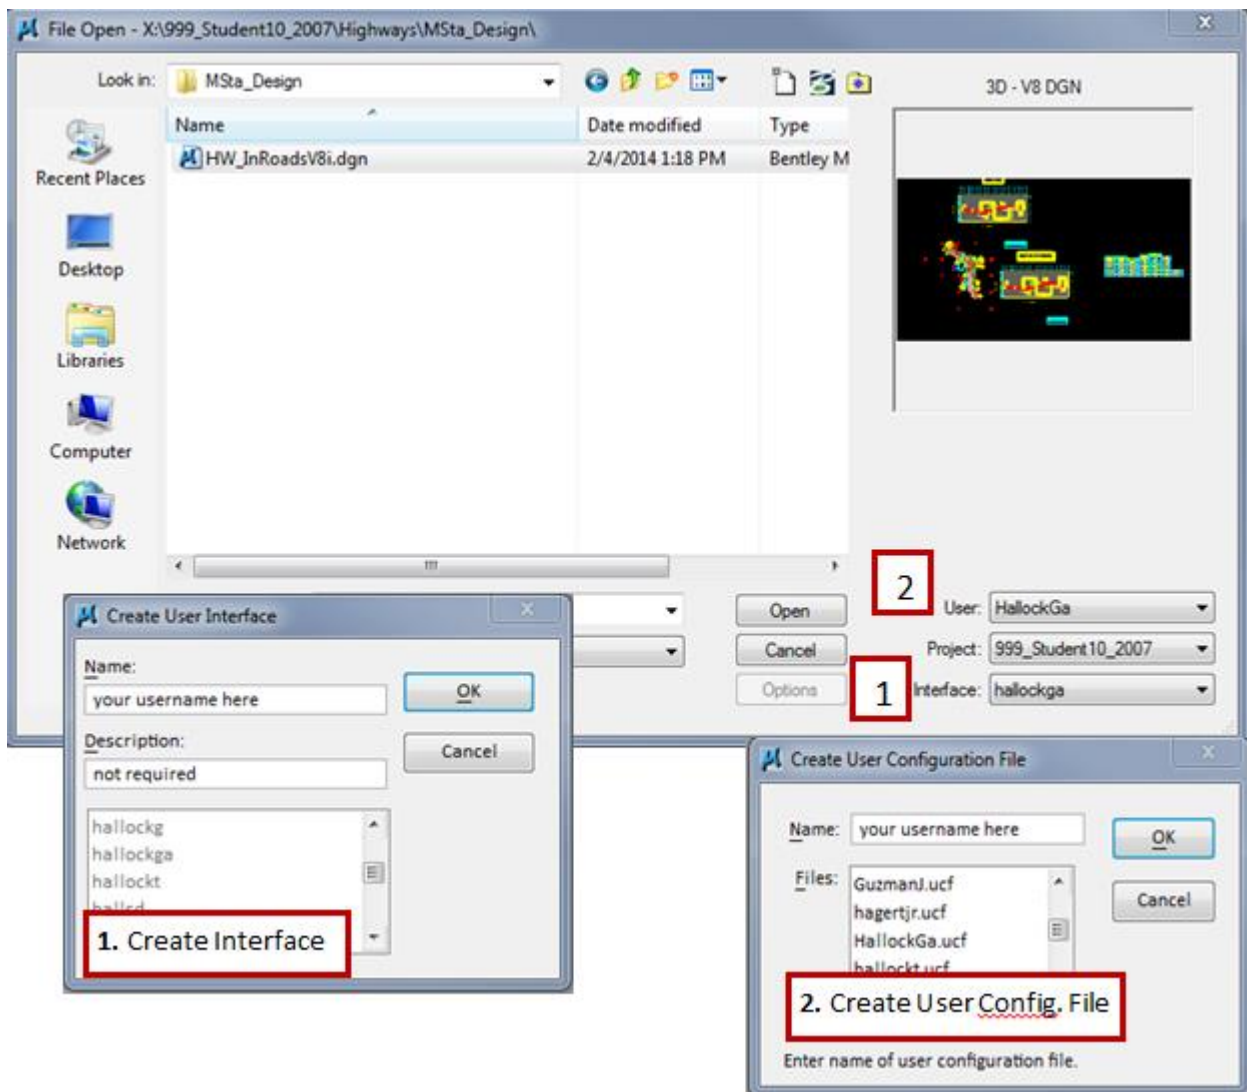 File Open - X:\999_Student10_2007\Highways\MSta_Design\
Look in: MSta_Design
3D - V8 DGN
Name Date modified Type
HW_InRoadsV8i.dgn 2/4/2014 1:18 PM Bentley M
Recent Places
Desktop
Libraries
Computer
Network
2
Open User: HallockGa
Cancel Project: 999_Student10_2007
Options 1 Interface: hallockga
Create User Interface
Name:
your username here OK
Description: Cancel
not required
hallockg
hallockga
hallockt
hallsd
1. Create Interface
Create User Configuration File
Name: your username here OK
Files: GuzmanJ.ucf Cancel
hagertjr.ucf
HallockGa.ucf
hallockt.ucf
2. Create User Config. File
Enter name of user configuration file.